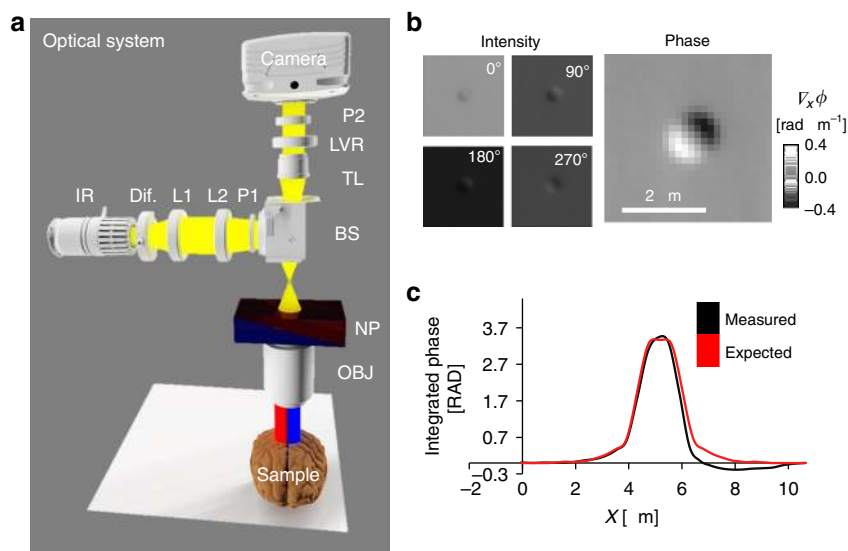 a
Optical system
Camera
P2
LVR
TL
IR
Dif.
L1
L2
P1
BS
NP
OBJ
Sample
b
Intensity
Phase
0°
90°
180°
270°
2 m
∇xϕ
[rad m−1]
0.4
0.0
−0.4
c
Integrated phase
[RAD]
3.7
2.7
1.7
0.7
−0.3
Measured
Expected
−2
0
2
4
6
8
10
X [ m]